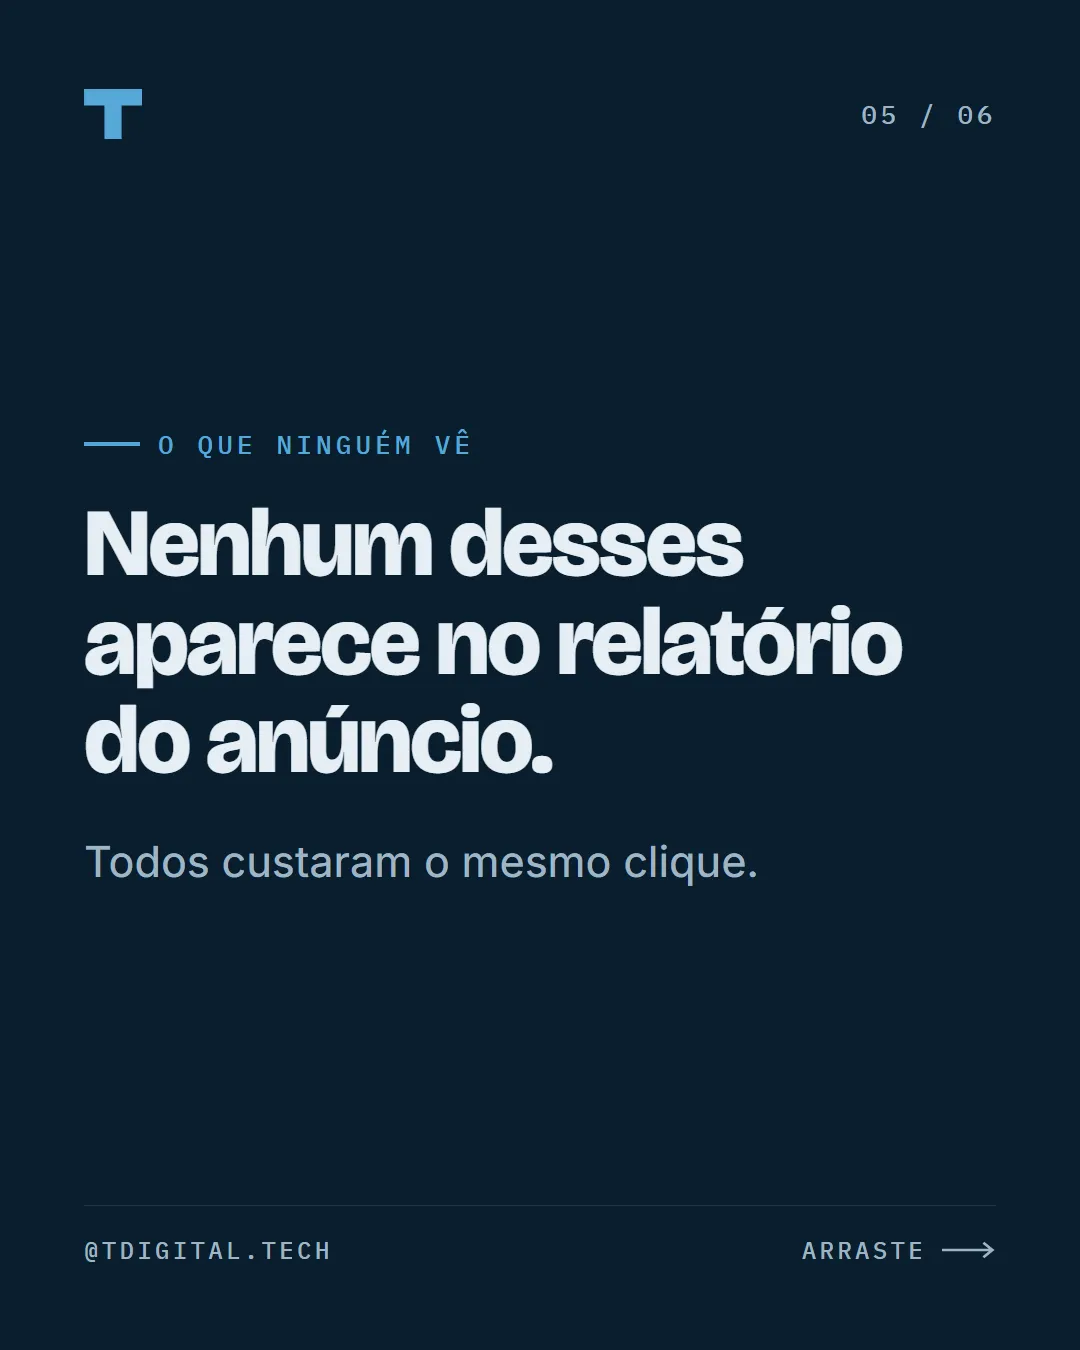 T
05 / 06
O QUE NINGUÉM VÊ
Nenhum desses
aparece no relatório
do anúncio.
Todos custaram o mesmo clique.
@TDIGITAL.TECH
ARRASTE